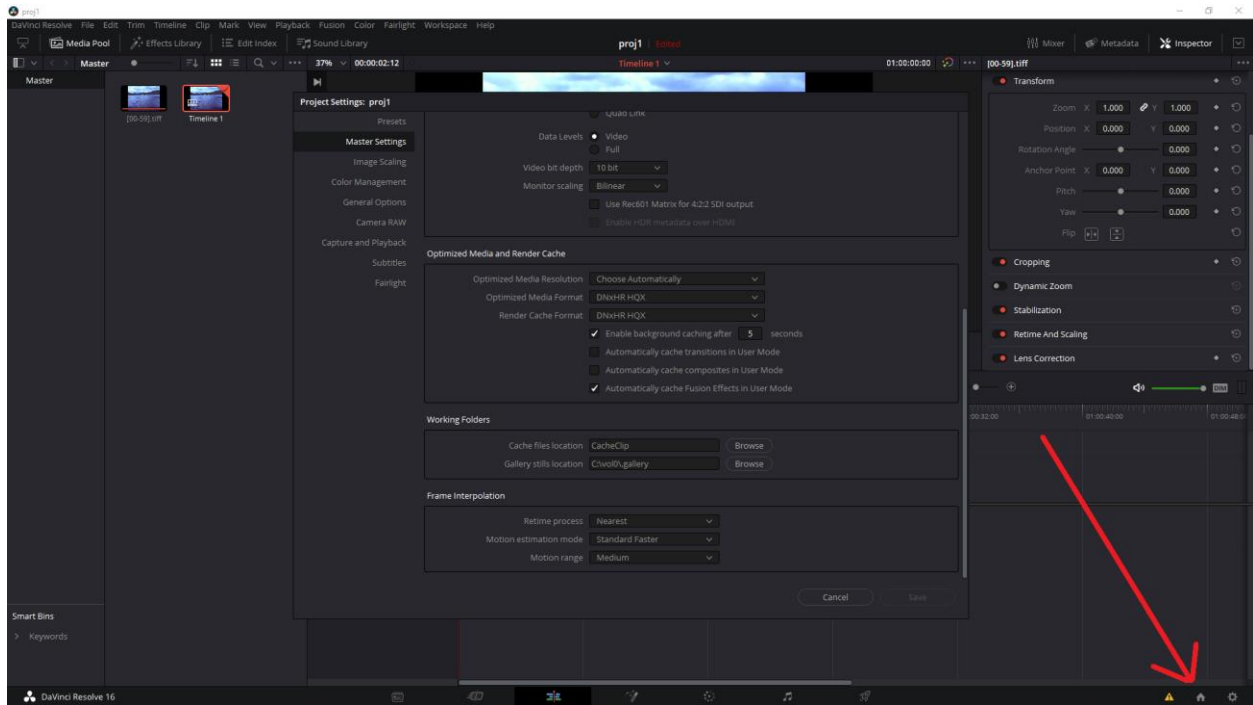 proj1
DaVinci Resolve File Edit Trim Timeline Clip Mark View Playback Fusion Color Fairlight Workspace Help
Media Pool Effects Library Edit Index Sound Library proj1 Edited Mixer Metadata Inspector
Master 37% 00:00:02:12 Timeline 1 01:00:00:00 [00-59].tiff
Master
[00-59].tiff Timeline 1
Project Settings: proj1
Presets
Master Settings
Image Scaling
Color Management
General Options
Camera RAW
Capture and Playback
Subtitles
Fairlight
Quad Link
Data Levels Video
Full
Video bit depth 10 bit
Monitor scaling Bilinear
Use Rec601 Matrix for 4:2:2 SDI output
Enable HDR metadata over HDMI
Optimized Media and Render Cache
Optimized Media Resolution Choose Automatically
Optimized Media Format DNxHR HQX
Render Cache Format DNxHR HQX
Enable background caching after 5 seconds
Automatically cache transitions in User Mode
Automatically cache composites in User Mode
Automatically cache Fusion Effects in User Mode
Working Folders
Cache files location CacheClip Browse
Gallery stills location C:\vol0\.gallery Browse
Frame Interpolation
Retime process Nearest
Motion estimation mode Standard Faster
Motion range Medium
Cancel Save
Transform
Zoom X 1.000 Y 1.000
Position X 0.000 Y 0.000
Rotation Angle 0.000
Anchor Point X 0.000 Y 0.000
Pitch 0.000
Yaw 0.000
Flip
Cropping
Dynamic Zoom
Stabilization
Retime And Scaling
Lens Correction
DIM
01:00:40:00
Smart Bins
Keywords
DaVinci Resolve 16